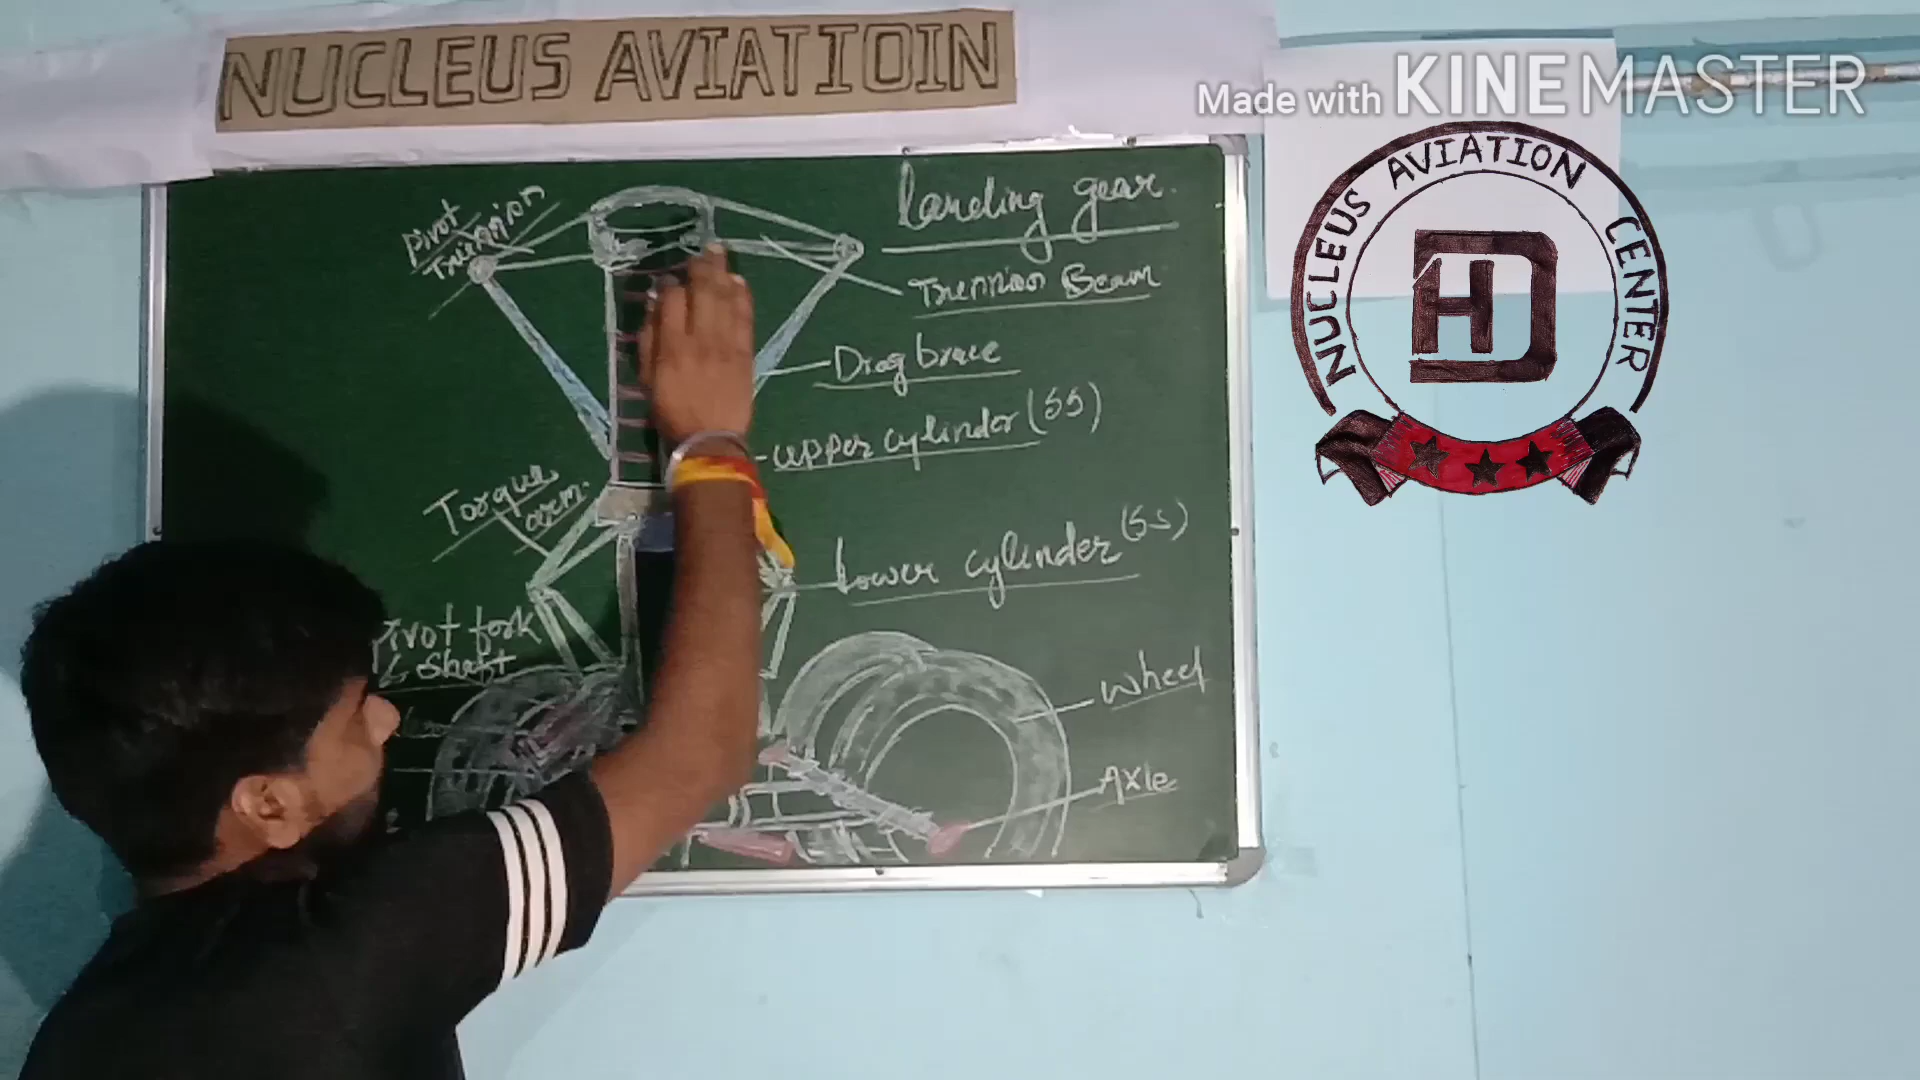 NUCLEUS AVIATIOIN
Made with KINEMASTER
NUCLEUS AVIATION CENTER
HD
landing gear.
Pivot
Trunnion
Trunnion Beam
Drag brace
upper cylinder (SS)
Torque
arm.
Lower cylinder (SS)
Pivot fork
& Shaft
Wheel
Axle